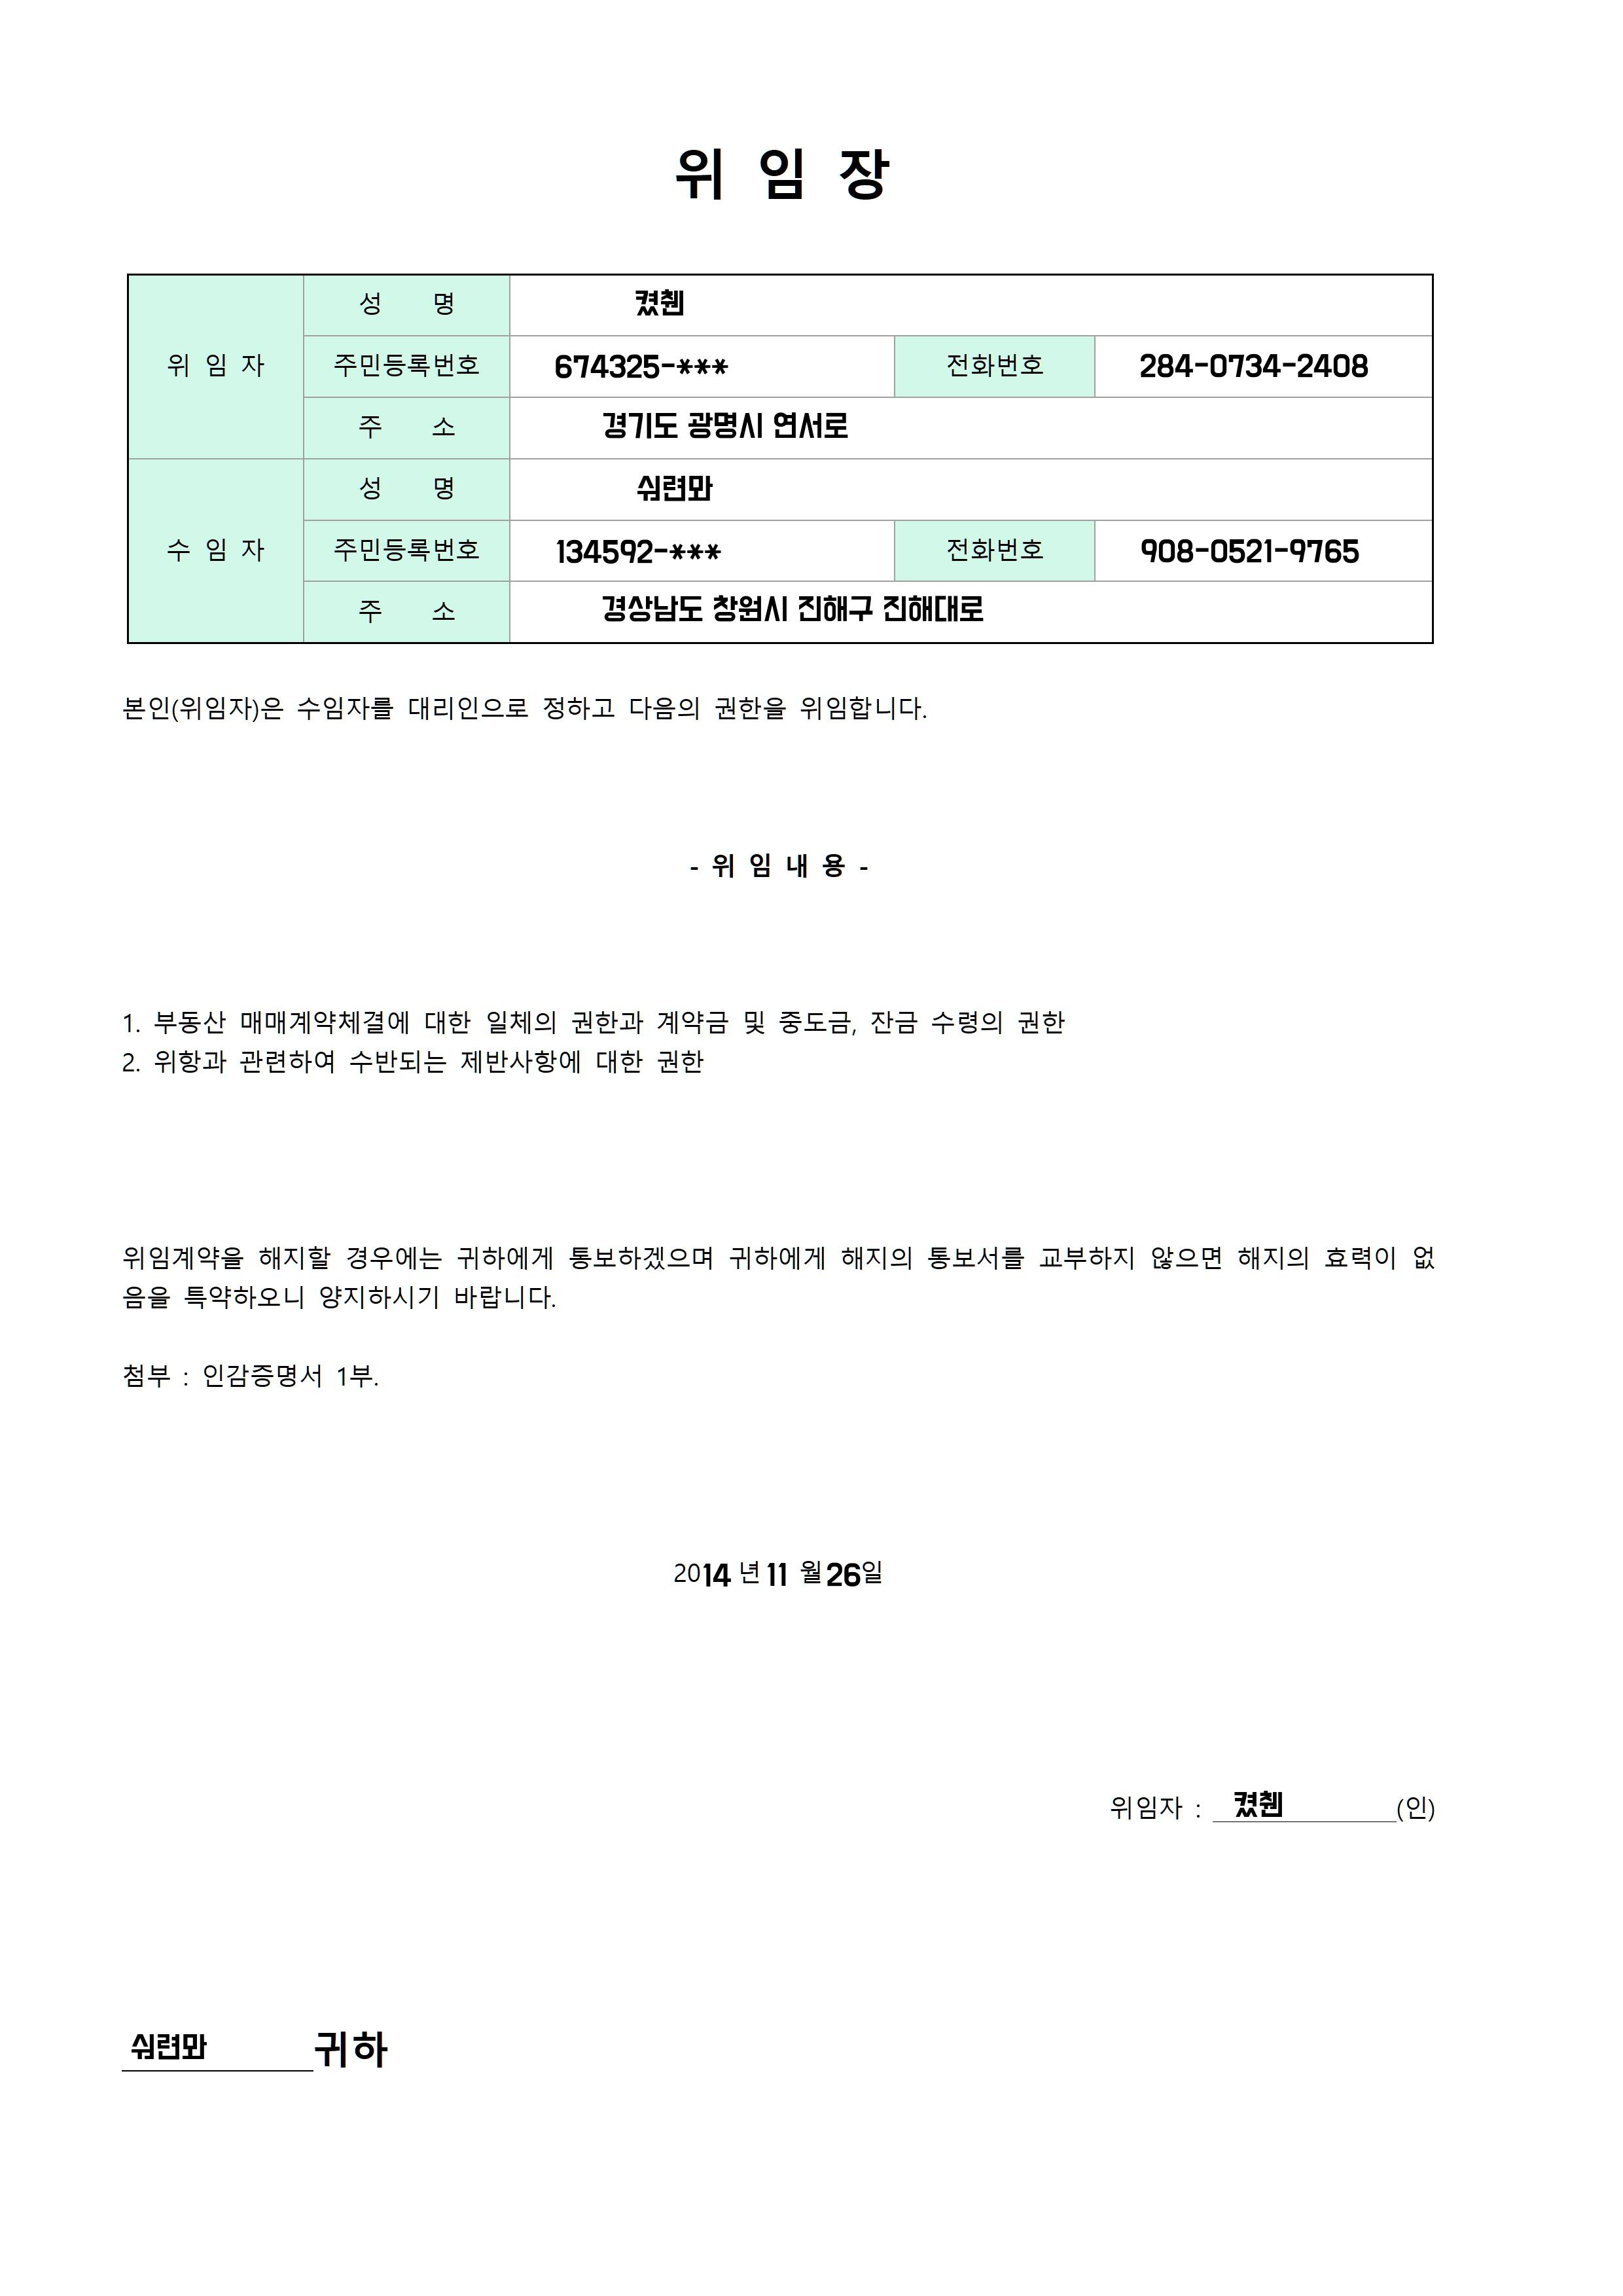 위 임 장
위 임 자
성 명 켰췐
주민등록번호 674325-*** 전화번호 284-0734-2408
주 소 경기도 광명시 연서로
수 임 자
성 명 쉮련뫄
주민등록번호 134592-*** 전화번호 908-0521-9765
주 소 경상남도 창원시 진해구 진해대로
본인(위임자)은 수임자를 대리인으로 정하고 다음의 권한을 위임합니다.
- 위 임 내 용 -
1. 부동산 매매계약체결에 대한 일체의 권한과 계약금 및 중도금, 잔금 수령의 권한
2. 위항과 관련하여 수반되는 제반사항에 대한 권한
위임계약을 해지할 경우에는 귀하에게 통보하겠으며 귀하에게 해지의 통보서를 교부하지 않으면 해지의 효력이 없
음을 특약하오니 양지하시기 바랍니다.
첨부 : 인감증명서 1부.
2014 년 11 월 26일
위임자 : 켰췐 (인)
쉮련뫄 귀하